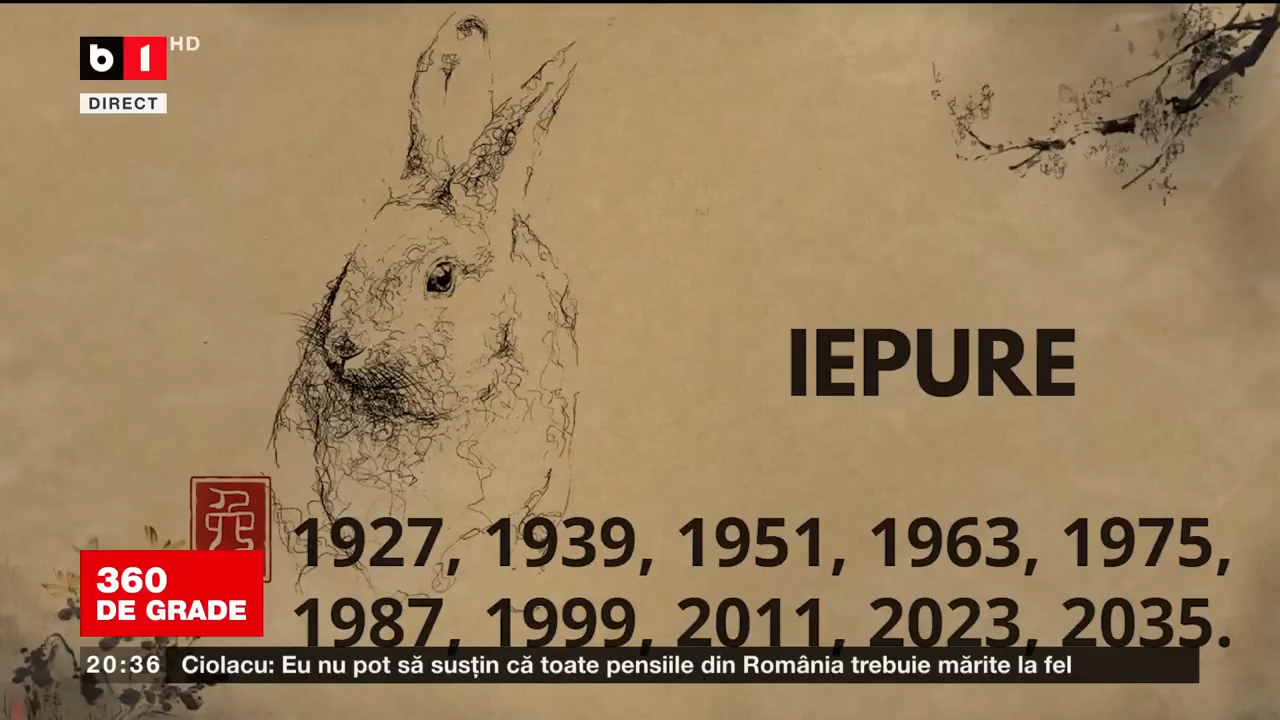 b1 HD
DIRECT
IEPURE
1927, 1939, 1951, 1963, 1975,
1987, 1999, 2011, 2023, 2035.
360
DE GRADE
20:36 Ciolacu: Eu nu pot să susțin că toate pensiile din România trebuie mărite la fel